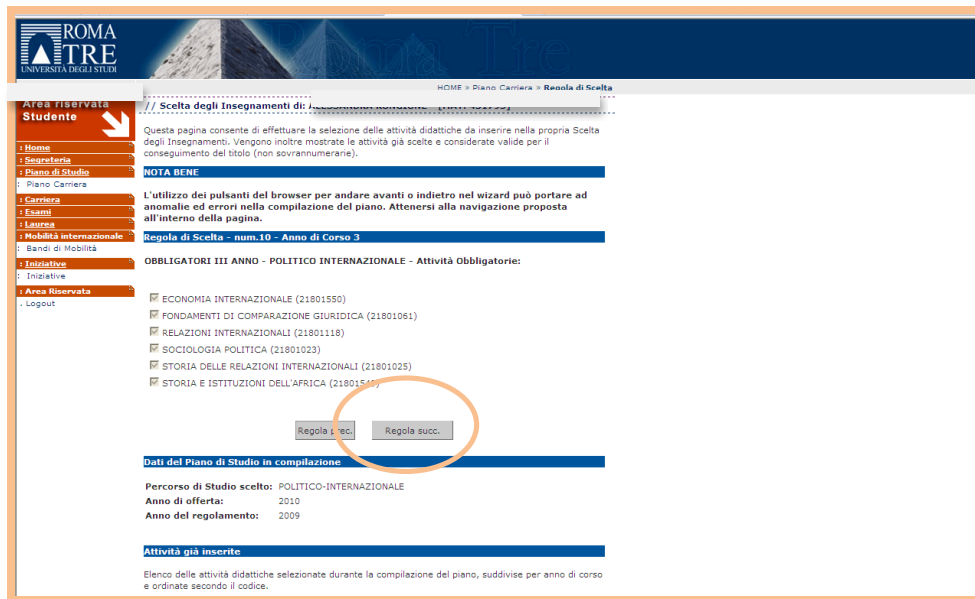 ROMA
TRE
UNIVERSITÀ DEGLI STUDI
Roma Tre
HOME » Piano Carriera » Regola di Scelta
Area riservata
Studente
// Scelta degli Insegnamenti di:
Questa pagina consente di effettuare la selezione delle attività didattiche da inserire nella propria Scelta
degli Insegnamenti. Vengono inoltre mostrate le attività già scelte e considerate valide per il
conseguimento del titolo (non sovrannumerarie).
: Home
: Segreteria
: Piano di Studio
: Piano Carriera
: Carriera
: Esami
: Laurea
: Mobilità internazionale
: Bandi di Mobilità
: Iniziative
: Iniziative
: Area Riservata
. Logout
NOTA BENE
L'utilizzo dei pulsanti del browser per andare avanti o indietro nel wizard può portare ad
anomalie ed errori nella compilazione del piano. Attenersi alla navigazione proposta
all'interno della pagina.
Regola di Scelta - num.10 - Anno di Corso 3
OBBLIGATORI III ANNO - POLITICO INTERNAZIONALE - Attività Obbligatorie:
ECONOMIA INTERNAZIONALE (21801550)
FONDAMENTI DI COMPARAZIONE GIURIDICA (21801061)
RELAZIONI INTERNAZIONALI (21801118)
SOCIOLOGIA POLITICA (21801023)
STORIA DELLE RELAZIONI INTERNAZIONALI (21801025)
STORIA E ISTITUZIONI DELL'AFRICA
Regola prec. Regola succ.
Dati del Piano di Studio in compilazione
Percorso di Studio scelto: POLITICO-INTERNAZIONALE
Anno di offerta: 2010
Anno del regolamento: 2009
Attività già inserite
Elenco delle attività didattiche selezionate durante la compilazione del piano, suddivise per anno di corso
e ordinate secondo il codice.